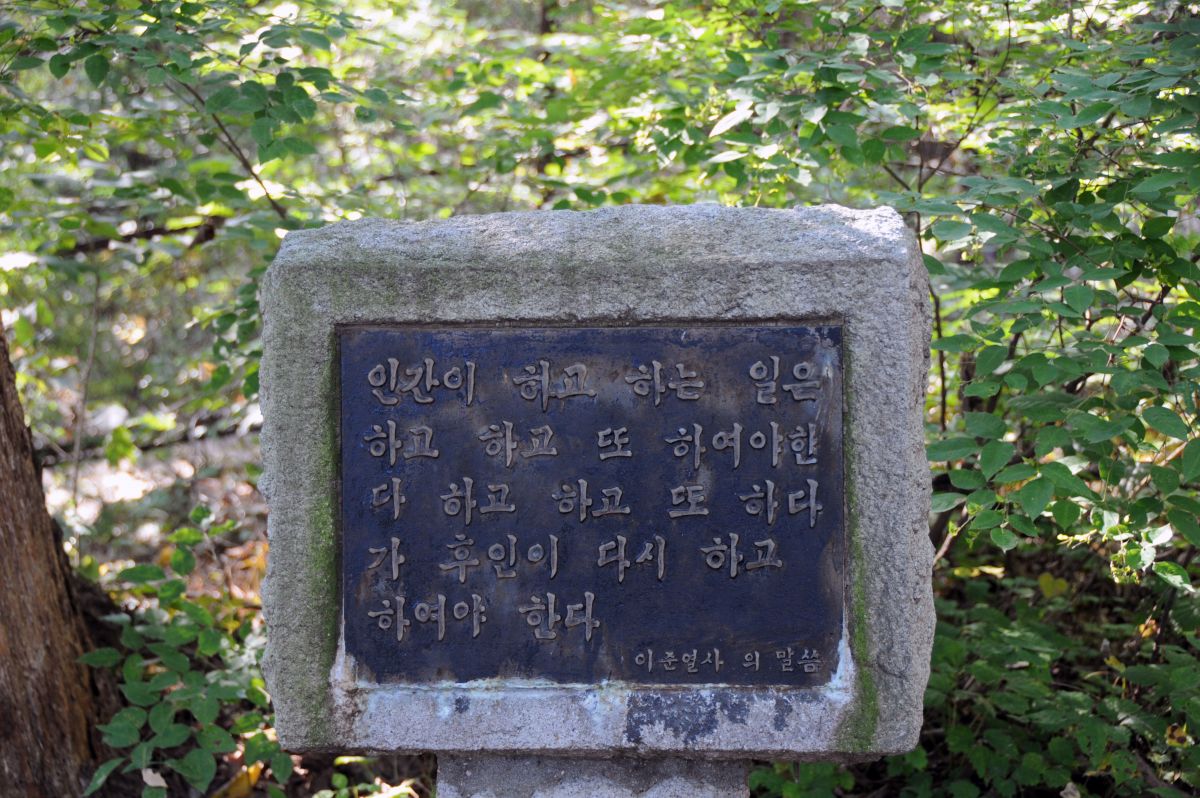 인간이 하고 하는 일은
하고 하고 또 하여야한
다 하고 하고 또 하다
가 후인이 다시 하고
하여야 한다
이준열사 의 말씀